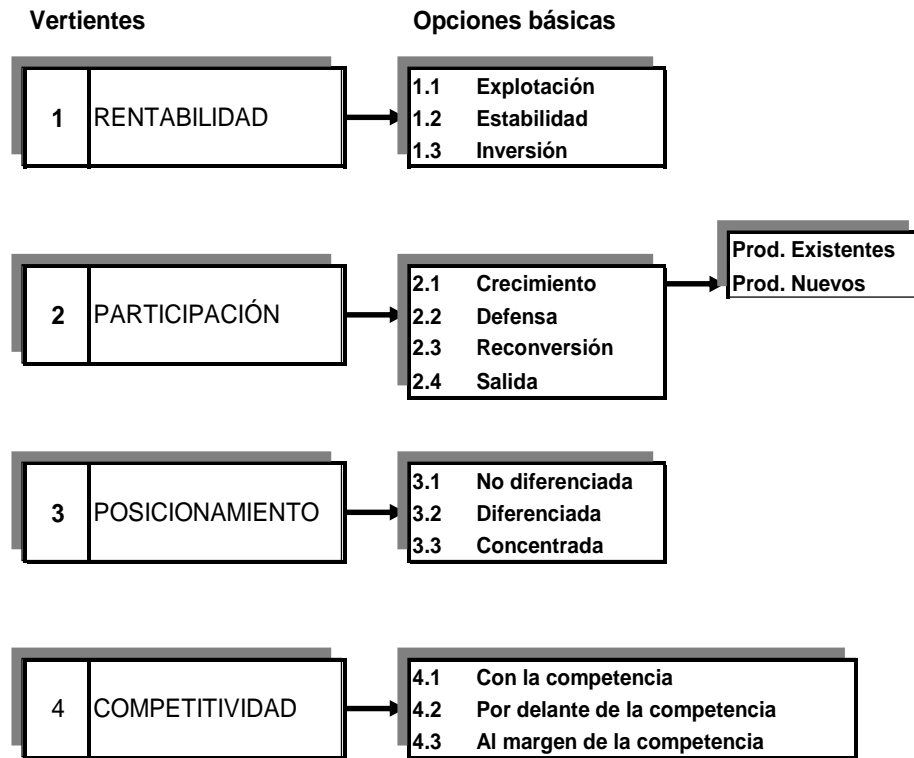 Vertientes Opciones básicas
1 RENTABILIDAD
1.1 Explotación
1.2 Estabilidad
1.3 Inversión
2 PARTICIPACIÓN
2.1 Crecimiento
2.2 Defensa
2.3 Reconversión
2.4 Salida
Prod. Existentes
Prod. Nuevos
3 POSICIONAMIENTO
3.1 No diferenciada
3.2 Diferenciada
3.3 Concentrada
4 COMPETITIVIDAD
4.1 Con la competencia
4.2 Por delante de la competencia
4.3 Al margen de la competencia